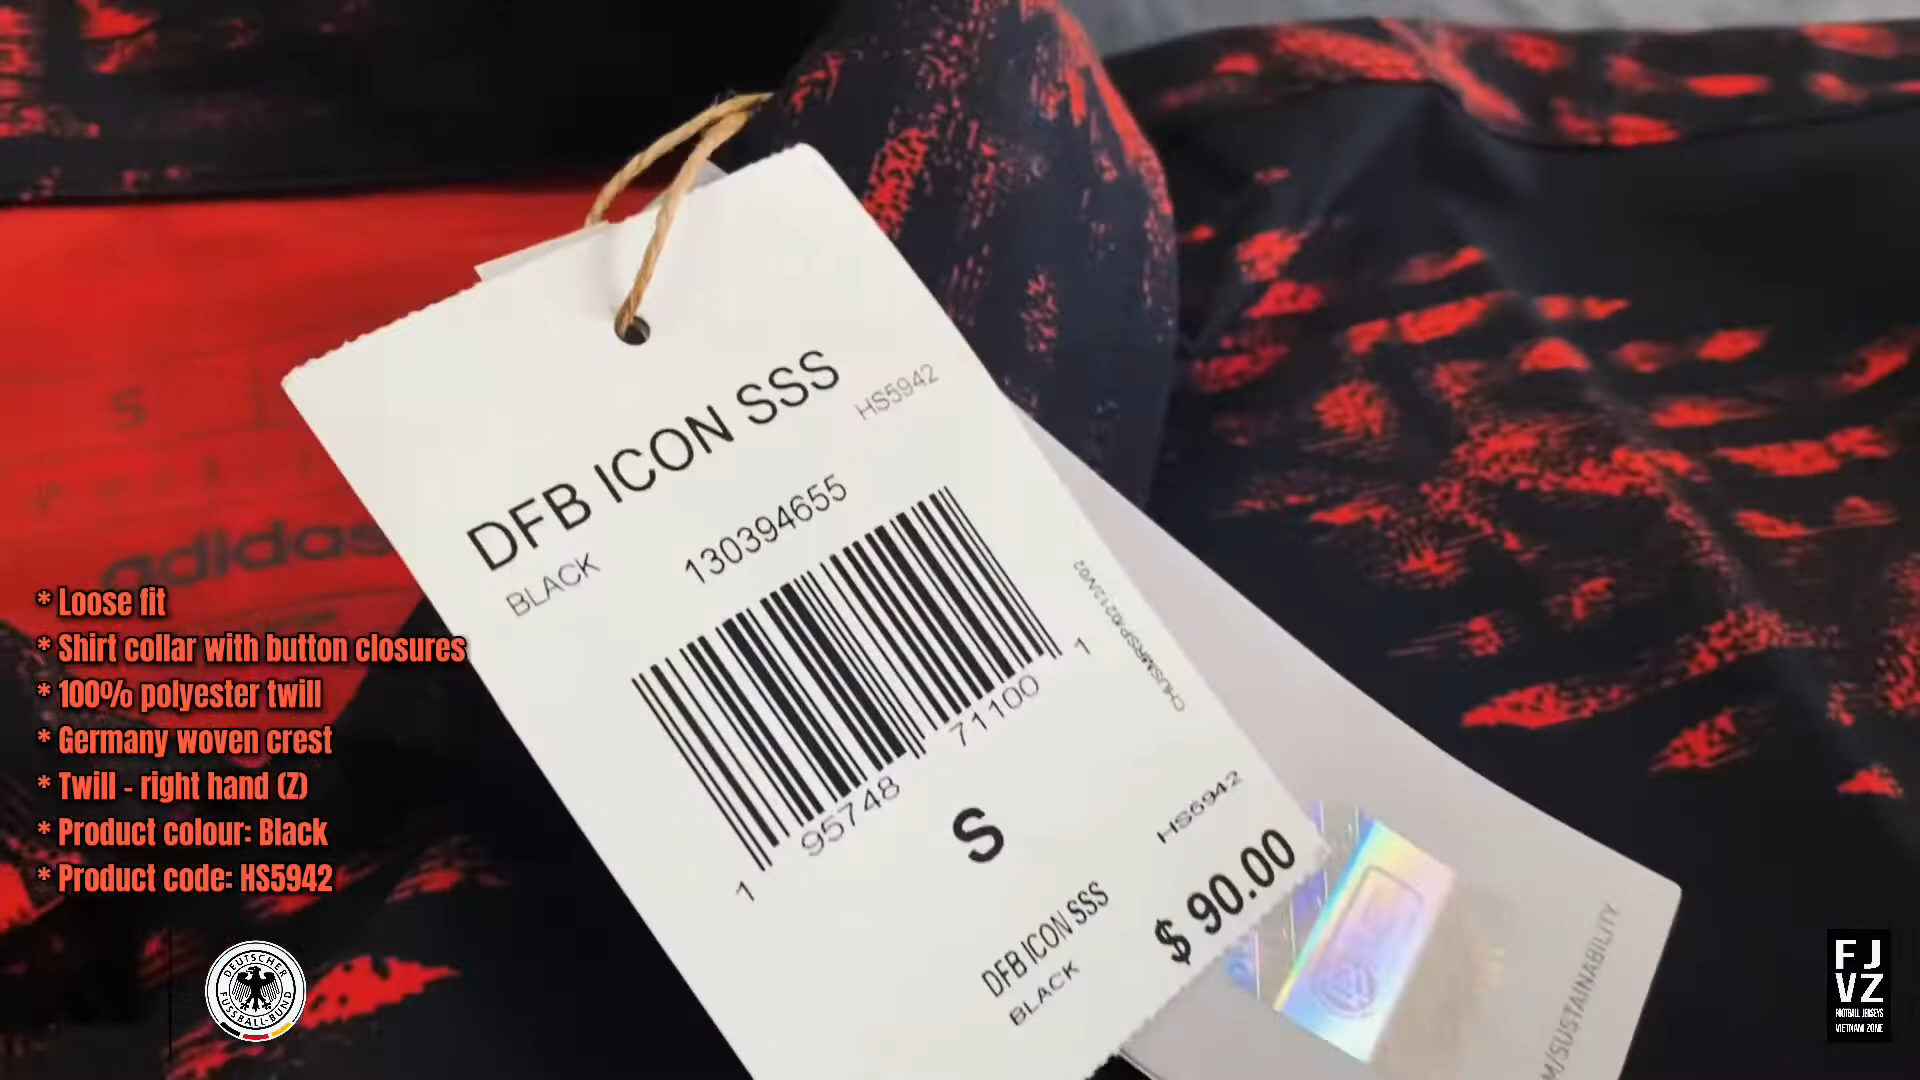 DFB ICON SSS
HS5942
BLACK
130394655
1 95748 71100 1
S
HS5942
$ 90.00
DFB ICON SSS
BLACK
M/SUSTAINABILITY
S
adidas
* Loose fit
* Shirt collar with button closures
* 100% polyester twill
* Germany woven crest
* Twill - right hand (Z)
* Product colour: Black
* Product code: HS5942
DEUTSCHER
FUSSBALL-BUND
FJ
VZ
FOOTBALL JERSEYS
VIETNAM ZONE